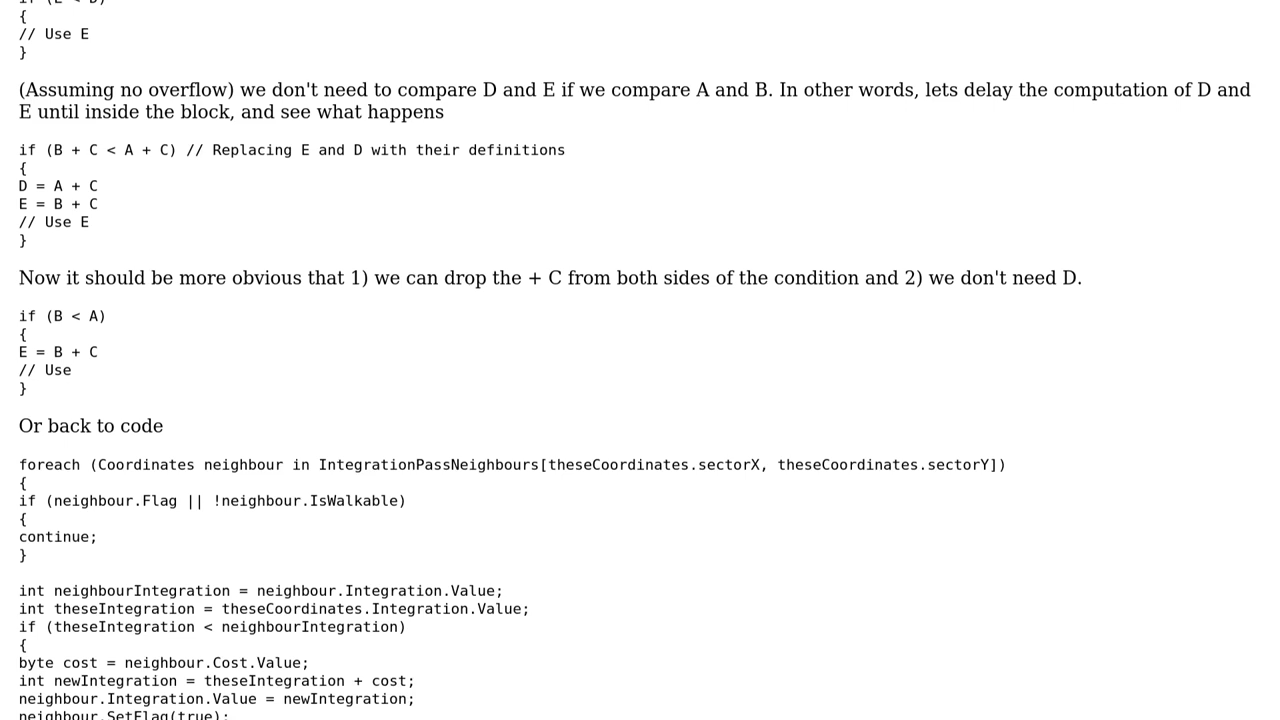 if (E < D)
{
// Use E
}
(Assuming no overflow) we don't need to compare D and E if we compare A and B. In other words, lets delay the computation of D and
E until inside the block, and see what happens
if (B + C < A + C) // Replacing E and D with their definitions
{
D = A + C
E = B + C
// Use E
}
Now it should be more obvious that 1) we can drop the + C from both sides of the condition and 2) we don't need D.
if (B < A)
{
E = B + C
// Use
}
Or back to code
foreach (Coordinates neighbour in IntegrationPassNeighbours[theseCoordinates.sectorX, theseCoordinates.sectorY])
{
if (neighbour.Flag || !neighbour.IsWalkable)
{
continue;
}
int neighbourIntegration = neighbour.Integration.Value;
int theseIntegration = theseCoordinates.Integration.Value;
if (theseIntegration < neighbourIntegration)
{
byte cost = neighbour.Cost.Value;
int newIntegration = theseIntegration + cost;
neighbour.Integration.Value = newIntegration;
neighbour.SetFlag(true);